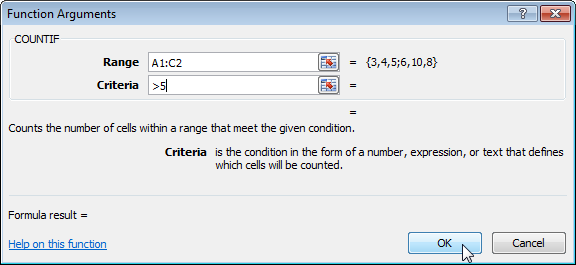 Function Arguments
COUNTIF
Range A1:C2 = {3,4,5;6,10,8}
Criteria >5 =
=
Counts the number of cells within a range that meet the given condition.
Criteria is the condition in the form of a number, expression, or text that defines
which cells will be counted.
Formula result =
Help on this function OK Cancel